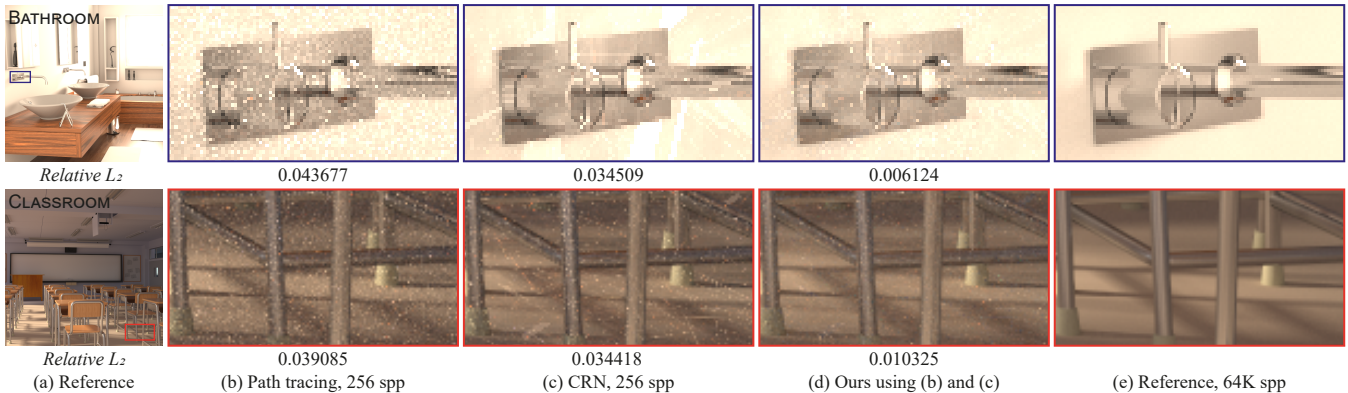 BATHROOM
Relative L₂ 0.043677 0.034509 0.006124
CLASSROOM
Relative L₂ 0.039085 0.034418 0.010325
(a) Reference (b) Path tracing, 256 spp (c) CRN, 256 spp (d) Ours using (b) and (c) (e) Reference, 64K spp